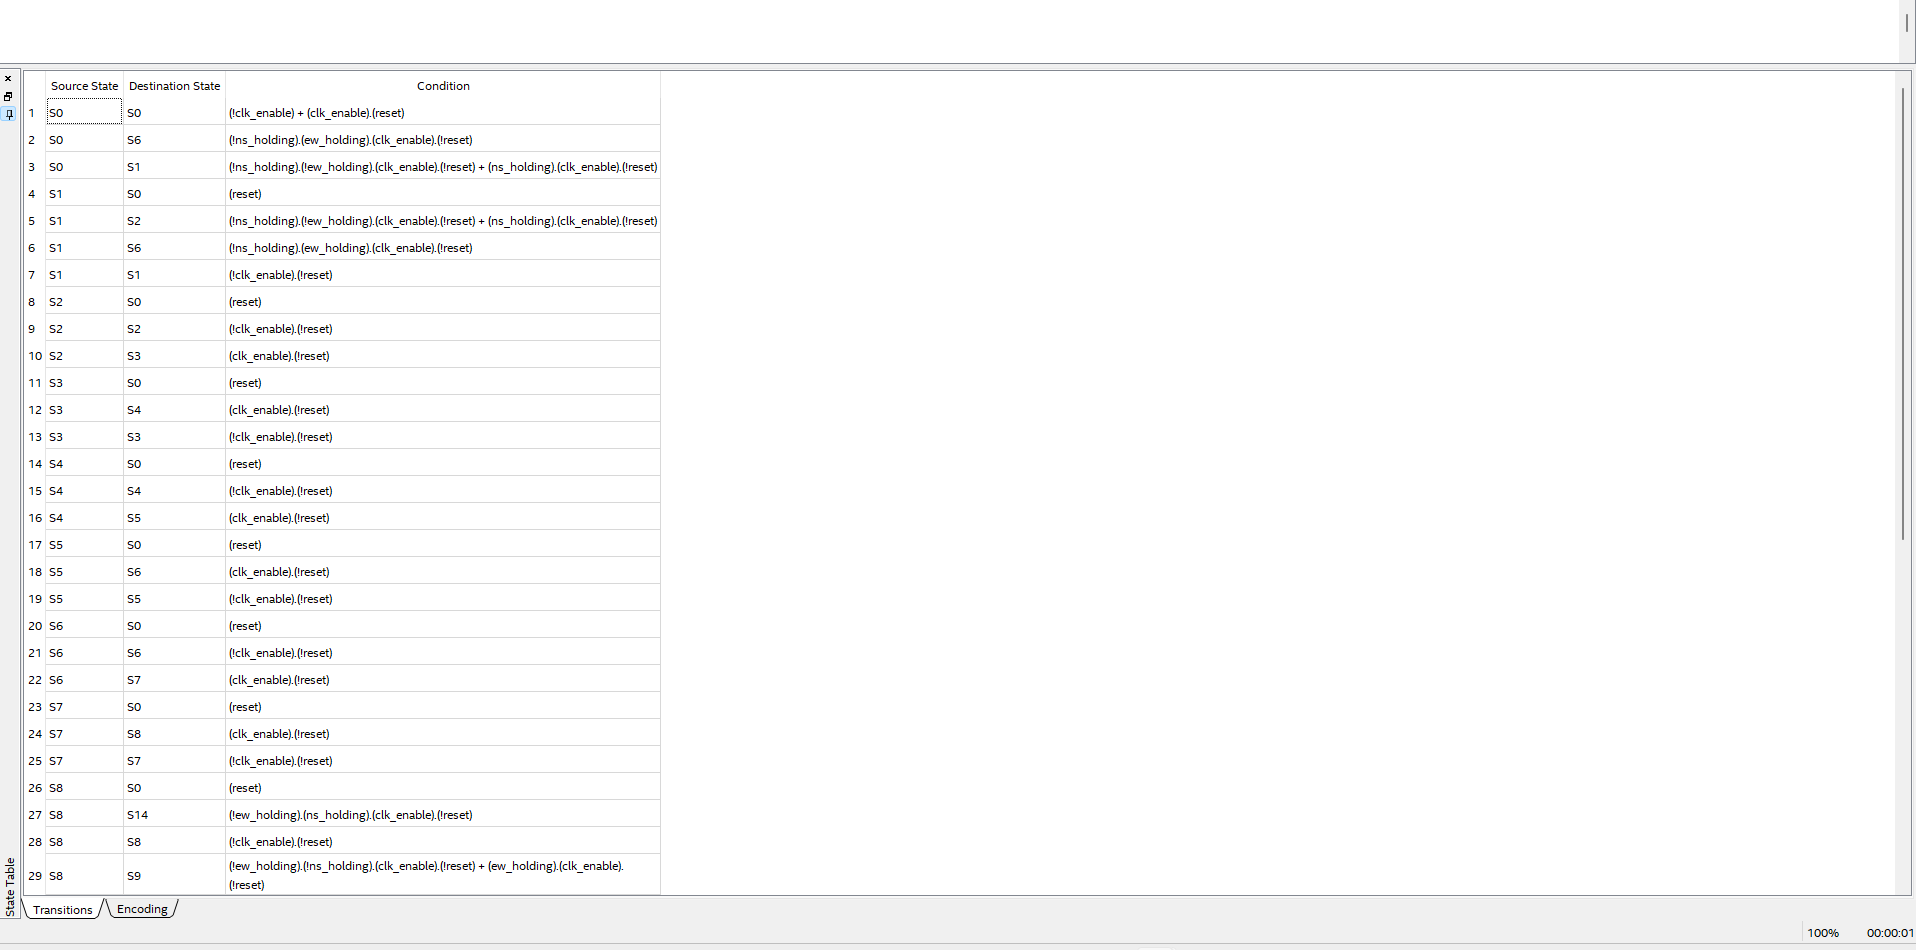 Source State Destination State Condition
1 S0 S0 (!clk_enable) + (clk_enable).(reset)
2 S0 S6 (!ns_holding).(ew_holding).(clk_enable).(!reset)
3 S0 S1 (!ns_holding).(!ew_holding).(clk_enable).(!reset) + (ns_holding).(clk_enable).(!reset)
4 S1 S0 (reset)
5 S1 S2 (!ns_holding).(!ew_holding).(clk_enable).(!reset) + (ns_holding).(clk_enable).(!reset)
6 S1 S6 (!ns_holding).(ew_holding).(clk_enable).(!reset)
7 S1 S1 (!clk_enable).(!reset)
8 S2 S0 (reset)
9 S2 S2 (!clk_enable).(!reset)
10 S2 S3 (clk_enable).(!reset)
11 S3 S0 (reset)
12 S3 S4 (clk_enable).(!reset)
13 S3 S3 (!clk_enable).(!reset)
14 S4 S0 (reset)
15 S4 S4 (!clk_enable).(!reset)
16 S4 S5 (clk_enable).(!reset)
17 S5 S0 (reset)
18 S5 S6 (clk_enable).(!reset)
19 S5 S5 (!clk_enable).(!reset)
20 S6 S0 (reset)
21 S6 S6 (!clk_enable).(!reset)
22 S6 S7 (clk_enable).(!reset)
23 S7 S0 (reset)
24 S7 S8 (clk_enable).(!reset)
25 S7 S7 (!clk_enable).(!reset)
26 S8 S0 (reset)
27 S8 S14 (!ew_holding).(ns_holding).(clk_enable).(!reset)
28 S8 S8 (!clk_enable).(!reset)
29 S8 S9 (!ew_holding).(!ns_holding).(clk_enable).(!reset) + (ew_holding).(clk_enable).
(!reset)
State Table
Transitions Encoding
100% 00:00:01